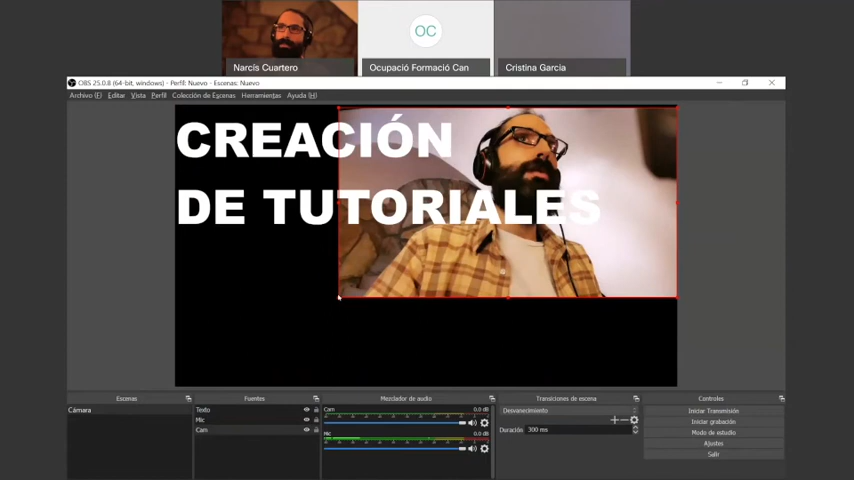 OC
Narcís Cuartero
Ocupació Formació Can
Cristina Garcia
OBS 25.0.8 (64-bit, windows) - Perfil: Nuevo - Escenas: Nuevo
Archivo (F) Editar Vista Perfil Colección de Escenas Herramientas Ayuda (H)
CREACIÓN
DE TUTORIALES
Escenas Fuentes Mezclador de audio Transiciones de escena Controles
Cámara
Texto
Mic
Cam
Cam 0.0 dB
Mic 0.0 dB
Desvanecimiento
Duración 300 ms
Iniciar Transmisión
Iniciar grabación
Modo de estudio
Ajustes
Salir